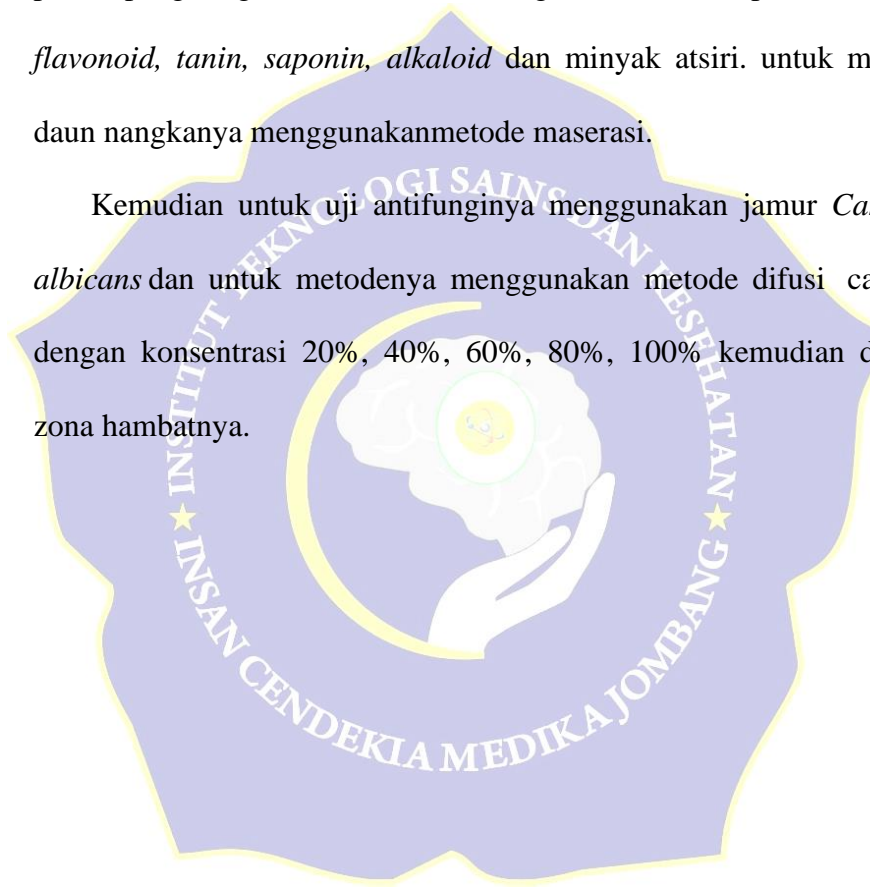 flavonoid, tanin, saponin, alkaloid dan minyak atsiri. untuk
daun nangkanya menggunakanmetode maserasi.
Kemudian untuk uji antifunginya menggunakan jamur
albicans dan untuk metodenya menggunakan metode difusi
dengan konsentrasi 20%, 40%, 60%, 80%, 100% kemudian
zona hambatnya.
INSTITUT TEKNOLOGI SAINS DAN KESEHATAN
INSAN CENDEKIA MEDIKA JOMBANG